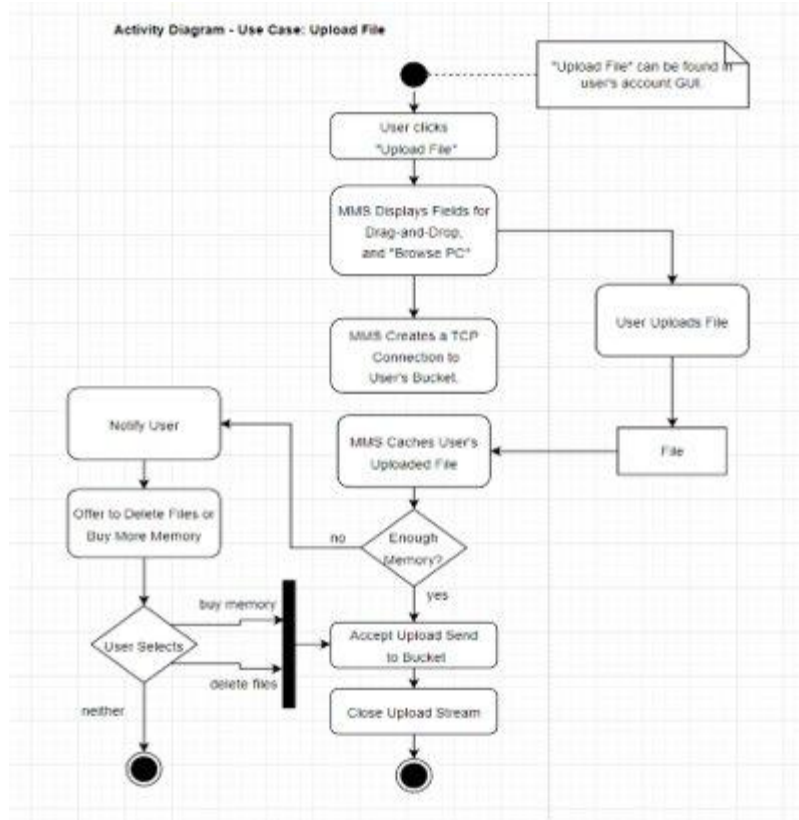 Activity Diagram - Use Case: Upload File
"Upload File" can be found in
user's account GUI.
User clicks
"Upload File"
MMS Displays Fields for
Drag-and-Drop,
and "Browse PC"
User Uploads File
MMS Creates a TCP
Connection to
User's Bucket.
Notify User
MMS Caches User's
Uploaded File
File
Offer to Delete Files or
Buy More Memory
no
Enough
Memory?
yes
buy memory
User Selects
Accept Upload Send
to Bucket
delete files
neither
Close Upload Stream